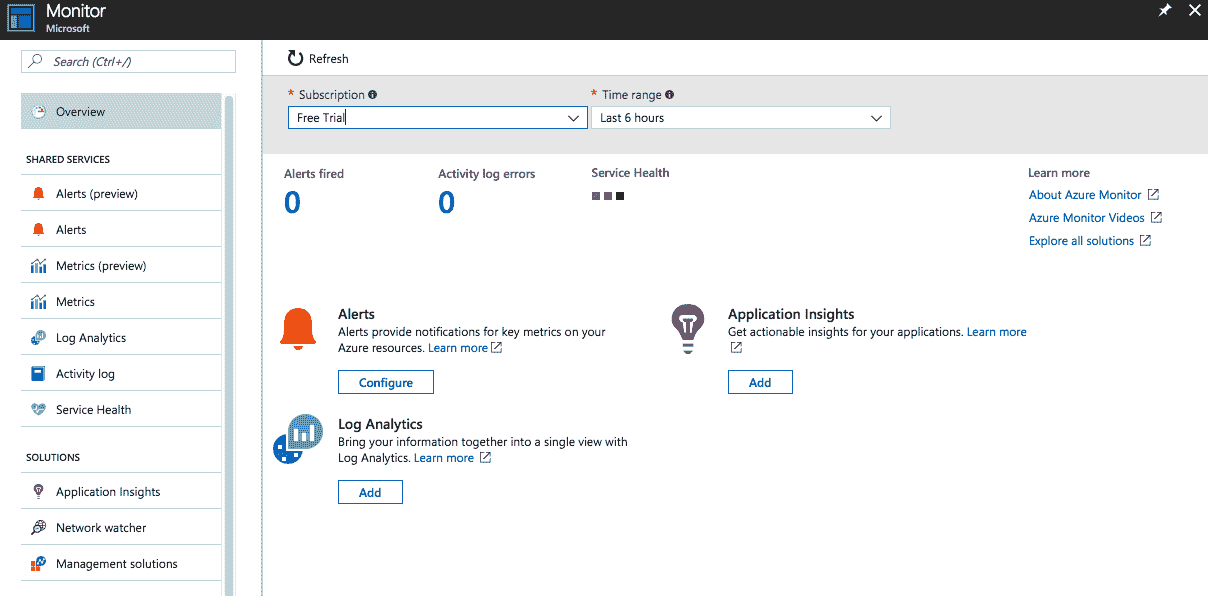 Monitor
Microsoft
Search (Ctrl+/)
Overview
SHARED SERVICES
Alerts (preview)
Alerts
Metrics (preview)
Metrics
Log Analytics
Activity log
Service Health
SOLUTIONS
Application Insights
Network watcher
Management solutions
Refresh
* Subscription
* Time range
Free Trial
Last 6 hours
Alerts fired
Activity log errors
Service Health
0
0
Learn more
About Azure Monitor
Azure Monitor Videos
Explore all solutions
Alerts
Alerts provide notifications for key metrics on your
Azure resources. Learn more
Configure
Application Insights
Get actionable insights for your applications. Learn more
Add
Log Analytics
Bring your information together into a single view with
Log Analytics. Learn more
Add